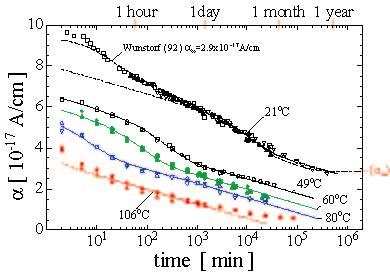 1 hour 1day 1 month 1 year
10
Wunstorf (92) α∞=2.9x10⁻¹⁷A/cm
8
21°C
6
α [ 10⁻¹⁷ A/cm ]
4
49°C
60°C
2
106°C
80°C
0
10¹ 10² 10³ 10⁴ 10⁵ 10⁶
time [ min ]